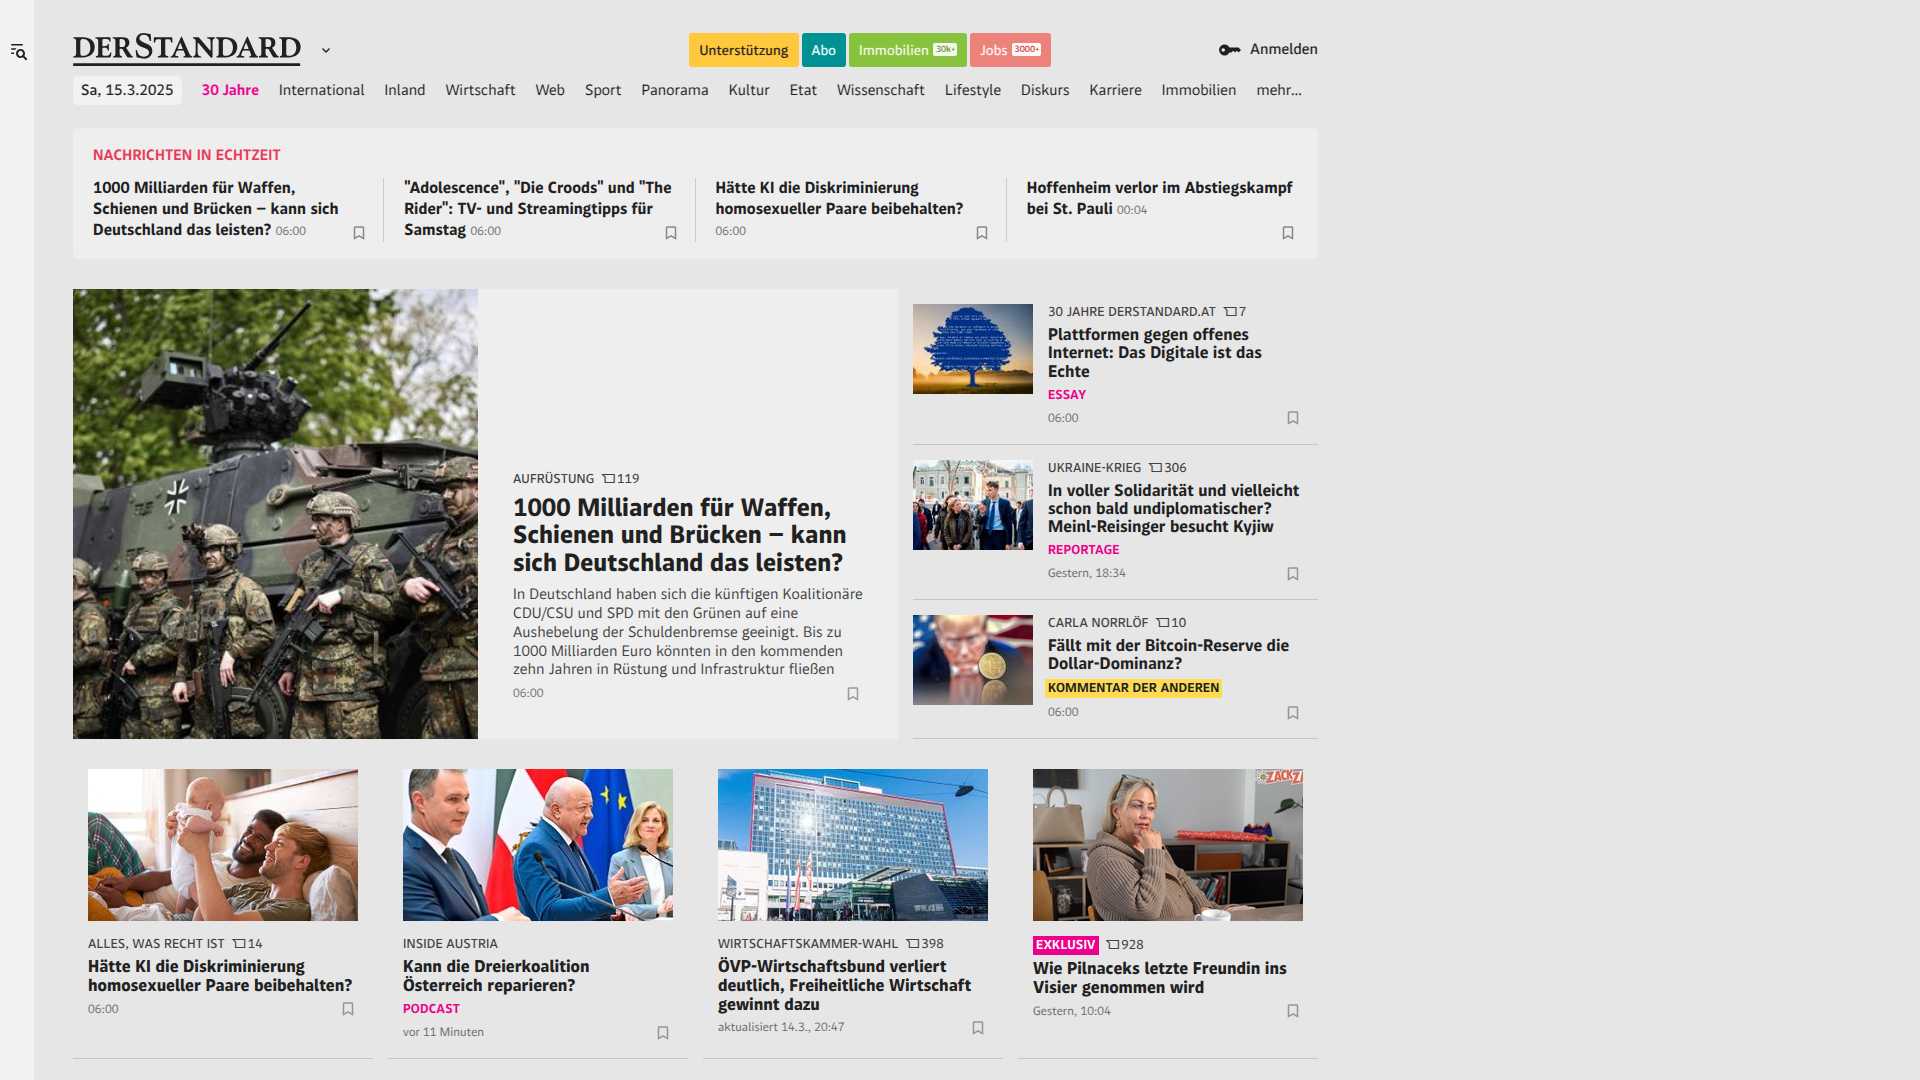 DERSTANDARD
Unterstützung
Abo
Immobilien 30k+
Jobs 3000+
Anmelden
Sa, 15.3.2025
30 Jahre
International
Inland
Wirtschaft
Web
Sport
Panorama
Kultur
Etat
Wissenschaft
Lifestyle
Diskurs
Karriere
Immobilien
mehr...
NACHRICHTEN IN ECHTZEIT
1000 Milliarden für Waffen,
Schienen und Brücken – kann sich
Deutschland das leisten? 06:00
"Adolescence", "Die Croods" und "The
Rider": TV- und Streamingtipps für
Samstag 06:00
Hätte KI die Diskriminierung
homosexueller Paare beibehalten?
06:00
Hoffenheim verlor im Abstiegskampf
bei St. Pauli 00:04
AUFRÜSTUNG 119
1000 Milliarden für Waffen,
Schienen und Brücken – kann
sich Deutschland das leisten?
In Deutschland haben sich die künftigen Koalitionäre
CDU/CSU und SPD mit den Grünen auf eine
Aushebelung der Schuldenbremse geeinigt. Bis zu
1000 Milliarden Euro könnten in den kommenden
zehn Jahren in Rüstung und Infrastruktur fließen
06:00
30 JAHRE DERSTANDARD.AT 7
Plattformen gegen offenes
Internet: Das Digitale ist das
Echte
ESSAY
06:00
UKRAINE-KRIEG 306
In voller Solidarität und vielleicht
schon bald undiplomatischer?
Meinl-Reisinger besucht Kyjiw
REPORTAGE
Gestern, 18:34
CARLA NORRLÖF 10
Fällt mit der Bitcoin-Reserve die
Dollar-Dominanz?
KOMMENTAR DER ANDEREN
06:00
ALLES, WAS RECHT IST 14
Hätte KI die Diskriminierung
homosexueller Paare beibehalten?
06:00
INSIDE AUSTRIA
Kann die Dreierkoalition
Österreich reparieren?
PODCAST
vor 11 Minuten
WIRTSCHAFTSKAMMER-WAHL 398
ÖVP-Wirtschaftsbund verliert
deutlich, Freiheitliche Wirtschaft
gewinnt dazu
aktualisiert 14.3., 20:47
EXKLUSIV 928
Wie Pilnaceks letzte Freundin ins
Visier genommen wird
Gestern, 10:04